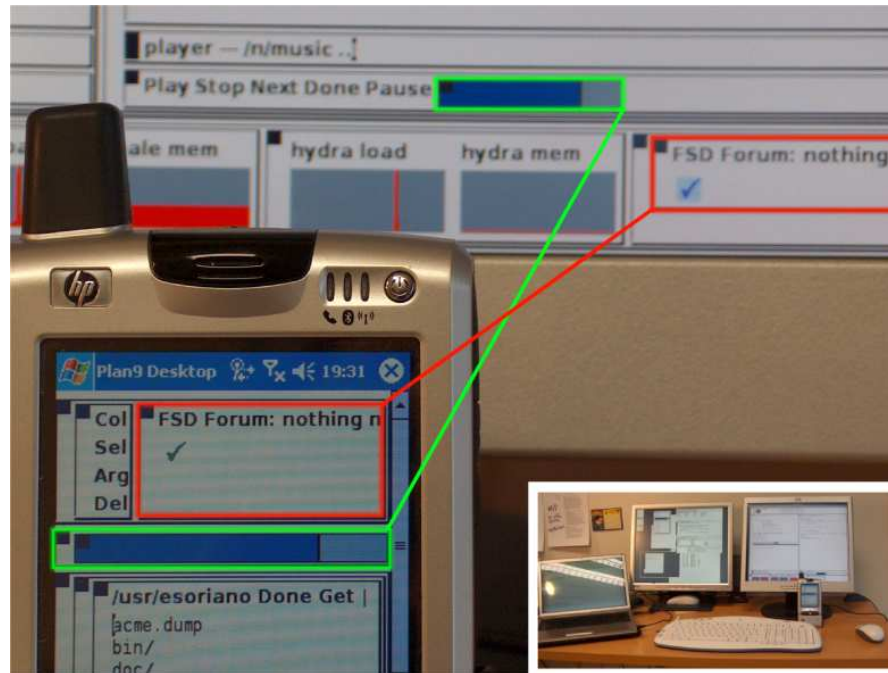 player — /n/music ..
Play Stop Next Done Pause
ale mem
hydra load
hydra mem
FSD Forum: nothing
hp
Plan9 Desktop 19:31
Col
Sel
Arg
Del
FSD Forum: nothing n
/usr/esoriano Done Get |
acme.dump
bin/
doc/